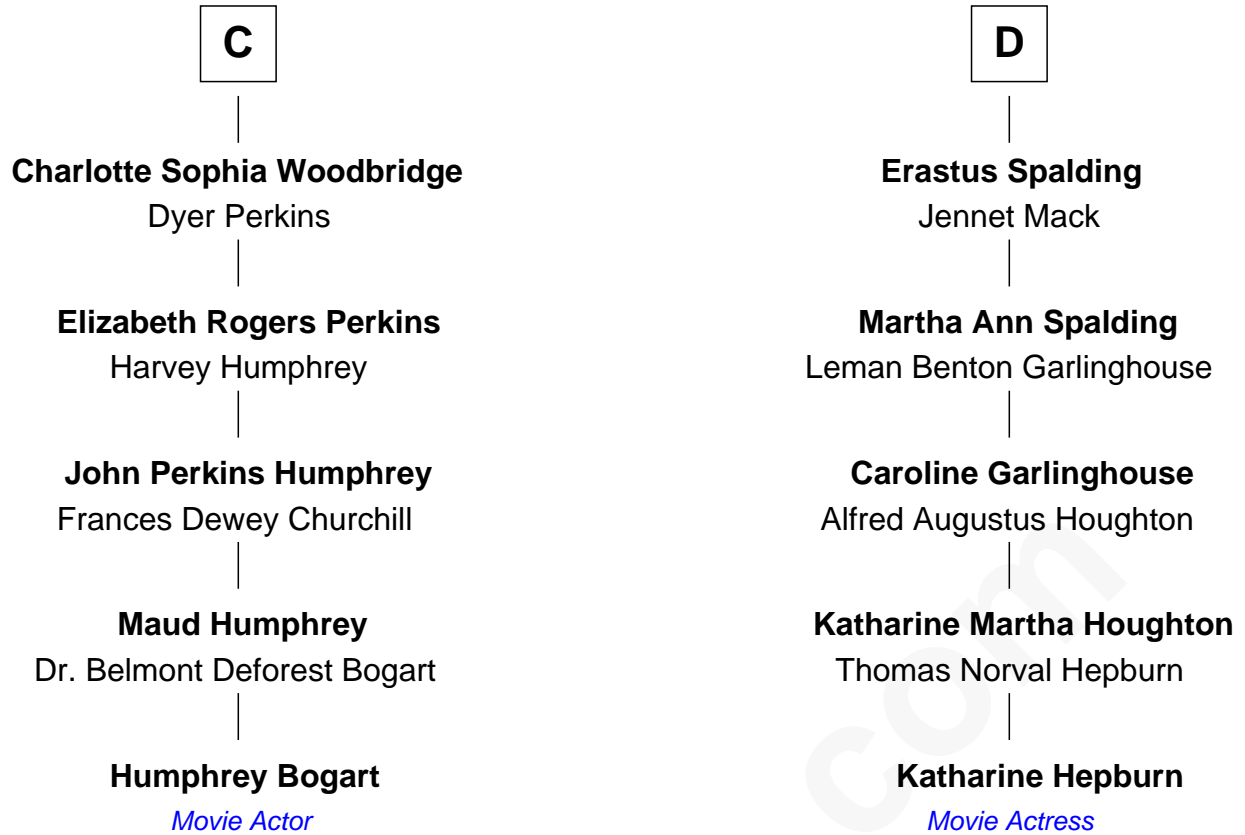 C
Charlotte Sophia Woodbridge
Dyer Perkins
Elizabeth Rogers Perkins
Harvey Humphrey
John Perkins Humphrey
Frances Dewey Churchill
Maud Humphrey
Dr. Belmont Deforest Bogart
Humphrey Bogart
Movie Actor
D
Erastus Spalding
Jennet Mack
Martha Ann Spalding
Leman Benton Garlinghouse
Caroline Garlinghouse
Alfred Augustus Houghton
Katharine Martha Houghton
Thomas Norval Hepburn
Katharine Hepburn
Movie Actress
com